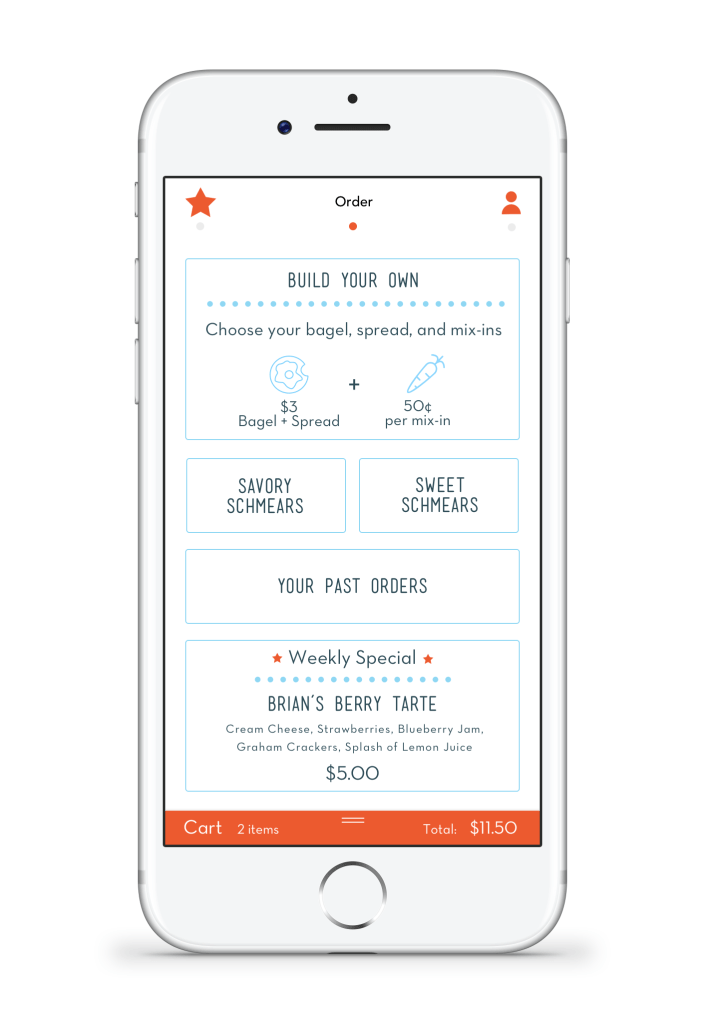 Order
BUILD YOUR OWN
Choose your bagel, spread, and mix-ins
+
$3
Bagel + Spread
50¢
per mix-in
SAVORY
SCHMEARS
SWEET
SCHMEARS
YOUR PAST ORDERS
Weekly Special
BRIAN'S BERRY TARTE
Cream Cheese, Strawberries, Blueberry Jam,
Graham Crackers, Splash of Lemon Juice
$5.00
Cart 2 items Total: $11.50